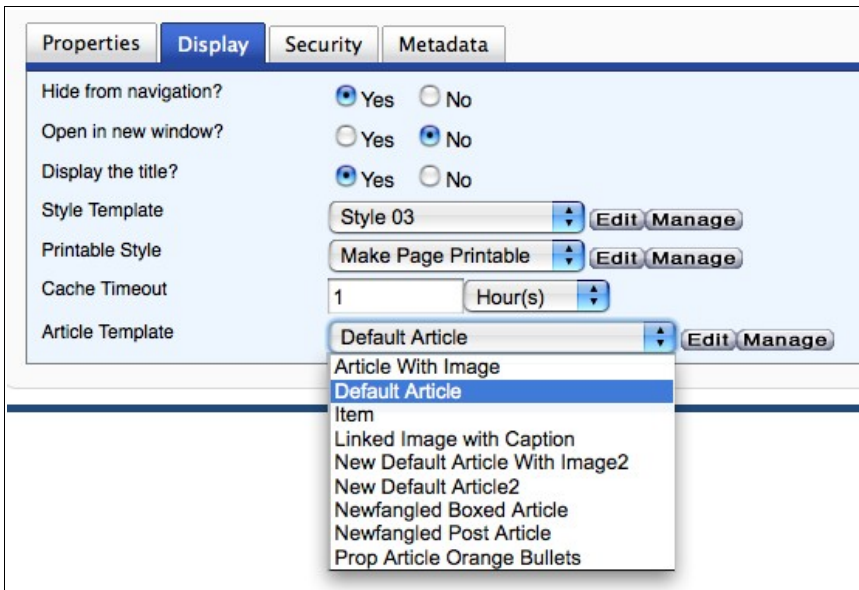 Properties Display Security Metadata
Hide from navigation? Yes No
Open in new window? Yes No
Display the title? Yes No
Style Template Style 03 Edit Manage
Printable Style Make Page Printable Edit Manage
Cache Timeout 1 Hour(s)
Article Template Default Article Edit Manage
Article With Image
Default Article
Item
Linked Image with Caption
New Default Article With Image2
New Default Article2
Newfangled Boxed Article
Newfangled Post Article
Prop Article Orange Bullets